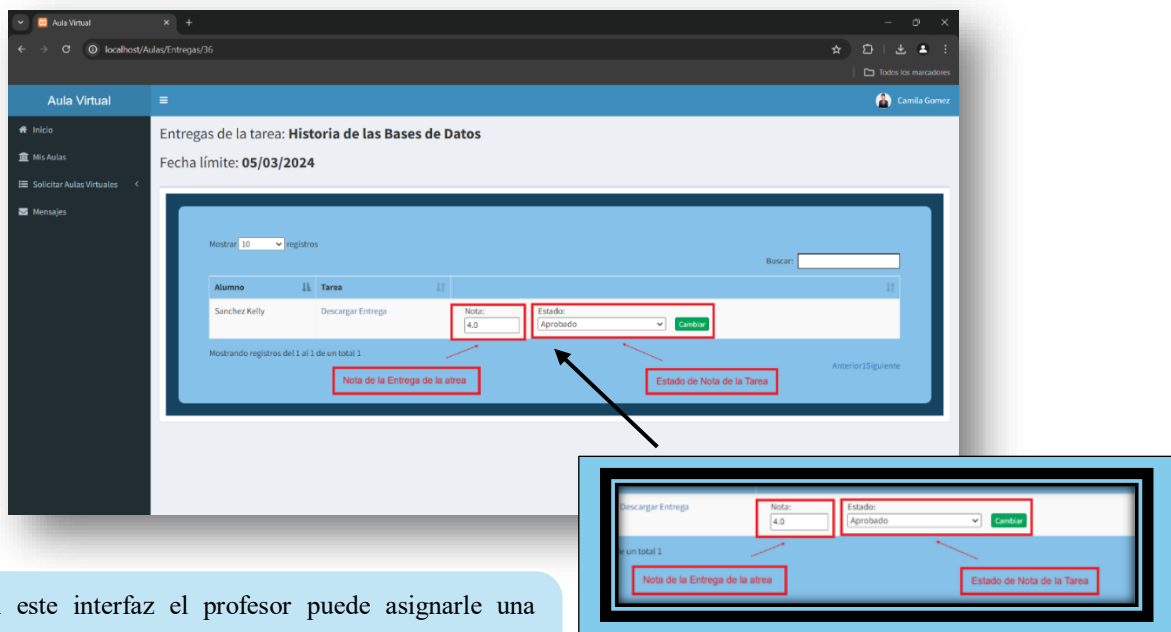 Aula Virtual
localhost/Aulas/Entregas/36
Todos los marcadores
Aula Virtual
Camila Gomez
Inicio
Mis Aulas
Solicitar Aulas Virtuales
Mensajes
Entregas de la tarea: Historia de las Bases de Datos
Fecha límite: 05/03/2024
Mostrar 10 registros
Buscar:
Alumno Tarea
Sanchez Kelly Descargar Entrega Nota: 4.0 Estado: Aprobado Cambiar
Mostrando registros del 1 al 1 de un total 1
Anterior1Siguiente
Nota de la Entrega de la atrea
Estado de Nota de la Tarea
Descargar Entrega Nota: 4.0 Estado: Aprobado Cambiar
un total 1
Nota de la Entrega de la atrea
Estado de Nota de la Tarea
este interfaz el profesor puede asignarle una